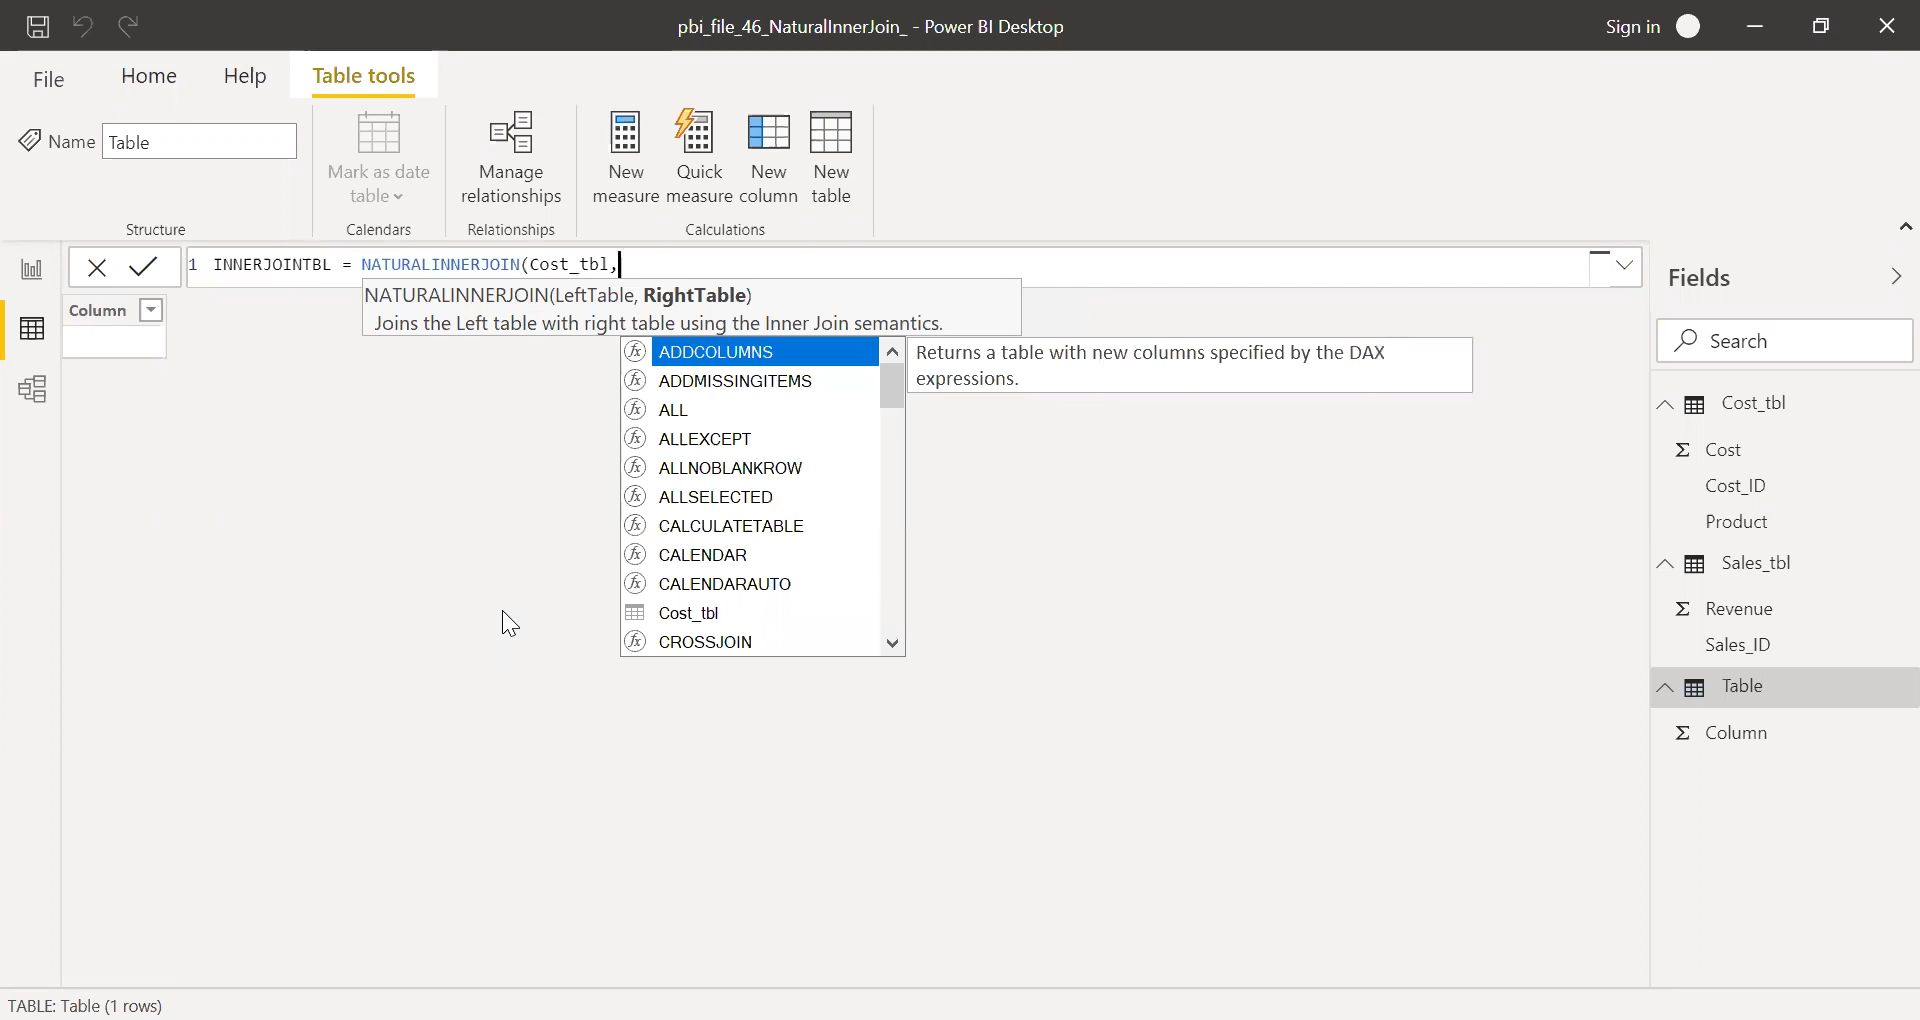 pbi_file_46_NaturalInnerJoin_ - Power BI Desktop
Sign in
File
Home
Help
Table tools
Name
Table
Mark as date
table
Manage
relationships
New
measure
Quick
measure
New
column
New
table
Structure
Calendars
Relationships
Calculations
1 INNERJOINTBL = NATURALINNERJOIN(Cost_tbl,
NATURALINNERJOIN(LeftTable, RightTable)
Joins the Left table with right table using the Inner Join semantics.
Column
ADDCOLUMNS
ADDMISSINGITEMS
ALL
ALLEXCEPT
ALLNOBLANKROW
ALLSELECTED
CALCULATETABLE
CALENDAR
CALENDARAUTO
Cost_tbl
CROSSJOIN
Returns a table with new columns specified by the DAX
expressions.
Fields
Search
Cost_tbl
Cost
Cost_ID
Product
Sales_tbl
Revenue
Sales_ID
Table
Column
TABLE: Table (1 rows)